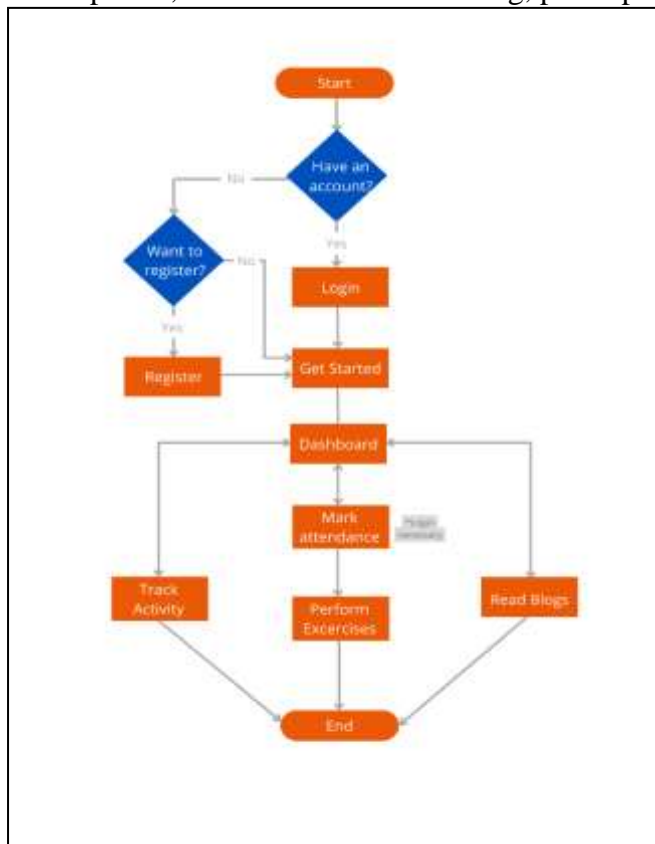 Start
Have an
account?
No
Yes
Want to
register?
No
Login
Yes
Register
Get Started
Dashboard
Mark
attendance
necessary
Track
Activity
Perform
Excercises
Read Blogs
End